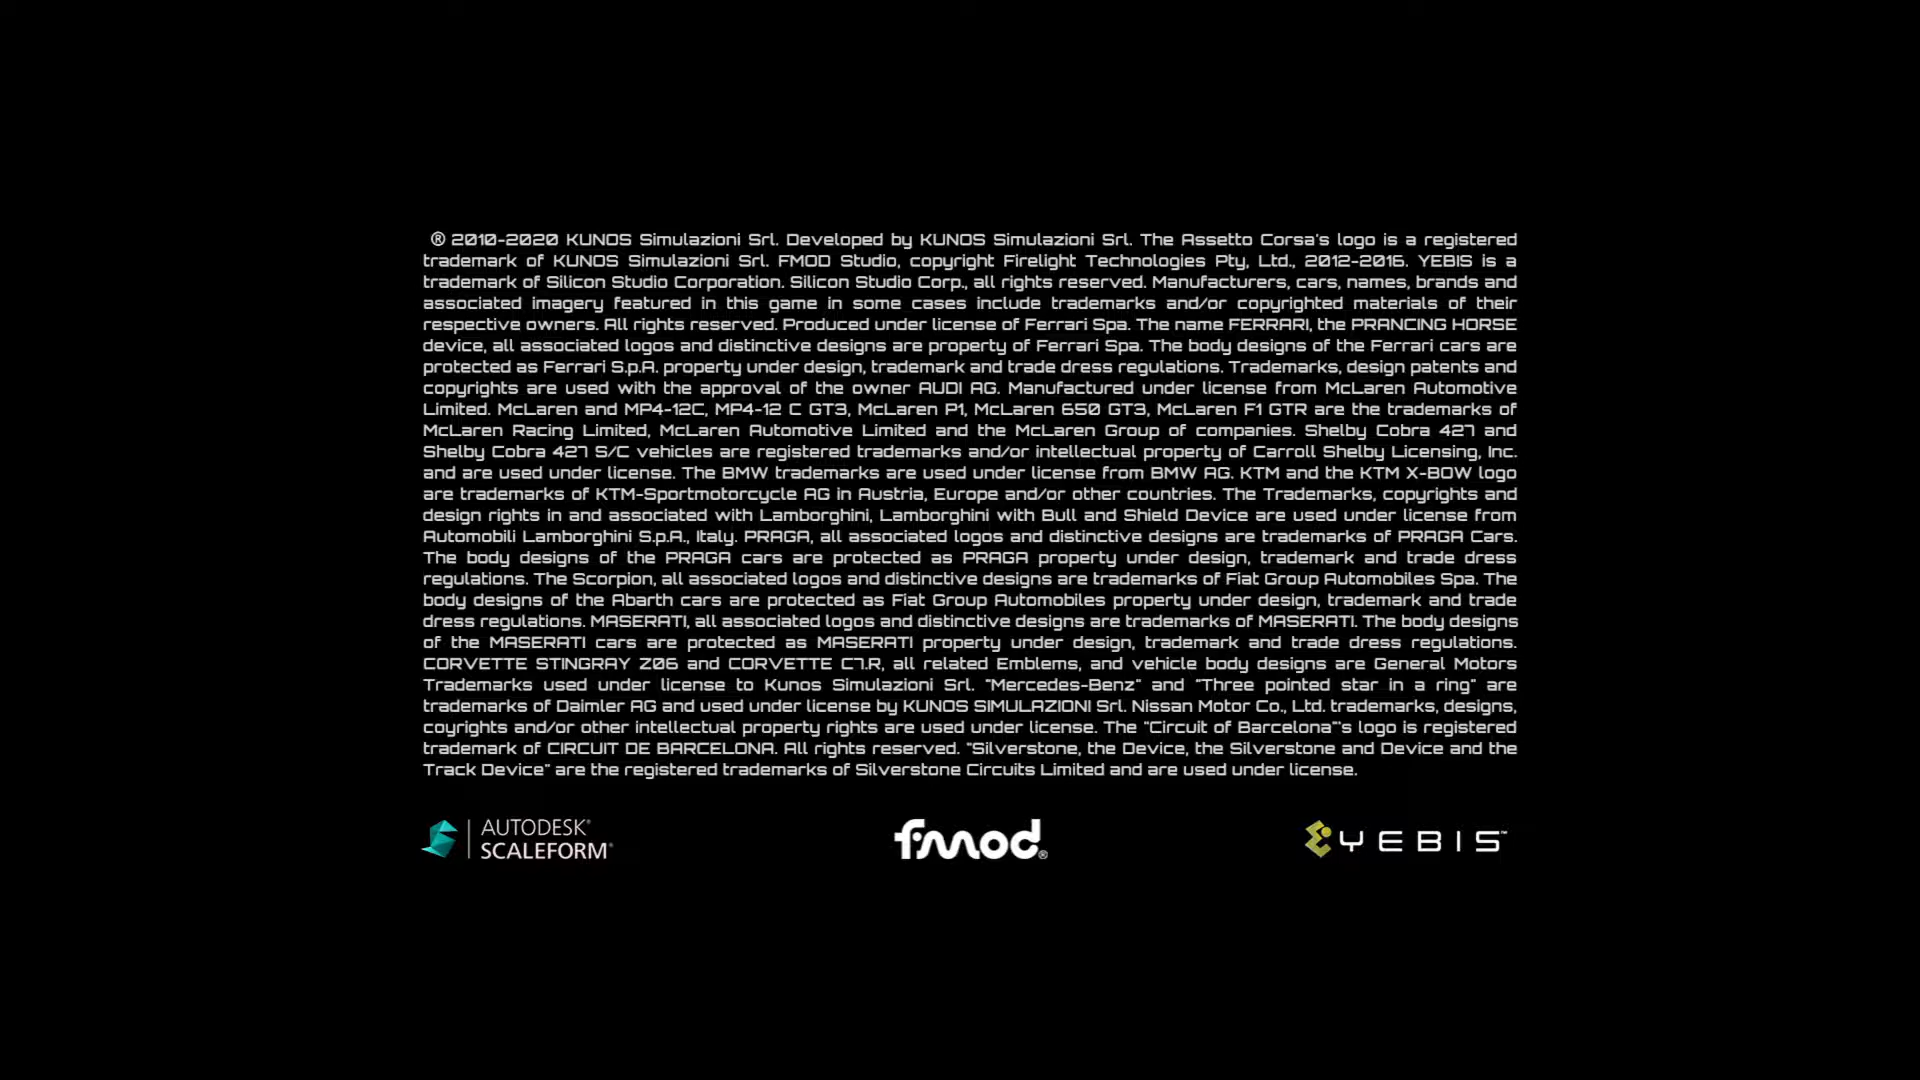 ® 2010-2020 KUNOS Simulazioni Srl. Developed by KUNOS Simulazioni Srl. The Assetto Corsa's logo is a registered
trademark of KUNOS Simulazioni Srl. FMOD Studio, copyright Firelight Technologies Pty, Ltd., 2012-2016. YEBIS is a
trademark of Silicon Studio Corporation. Silicon Studio Corp., all rights reserved. Manufacturers, cars, names, brands and
associated imagery featured in this game in some cases include trademarks and/or copyrighted materials of their
respective owners. All rights reserved. Produced under license of Ferrari Spa. The name FERRARI, the PRANCING HORSE
device, all associated logos and distinctive designs are property of Ferrari Spa. The body designs of the Ferrari cars are
protected as Ferrari S.p.A. property under design, trademark and trade dress regulations. Trademarks, design patents and
copyrights are used with the approval of the owner AUDI AG. Manufactured under license from McLaren Automotive
Limited. McLaren and MP4-12C, MP4-12 C GT3, McLaren P1, McLaren 650 GT3, McLaren F1 GTR are the trademarks of
McLaren Racing Limited, McLaren Automotive Limited and the McLaren Group of companies. Shelby Cobra 427 and
Shelby Cobra 427 S/C vehicles are registered trademarks and/or intellectual property of Carroll Shelby Licensing, Inc.
and are used under license. The BMW trademarks are used under license from BMW AG. KTM and the KTM X-BOW logo
are trademarks of KTM-Sportmotorcycle AG in Austria, Europe and/or other countries. The Trademarks, copyrights and
design rights in and associated with Lamborghini, Lamborghini with Bull and Shield Device are used under license from
Automobili Lamborghini S.p.A., Italy. PRAGA, all associated logos and distinctive designs are trademarks of PRAGA Cars.
The body designs of the PRAGA cars are protected as PRAGA property under design, trademark and trade dress
regulations. The Scorpion, all associated logos and distinctive designs are trademarks of Fiat Group Automobiles Spa. The
body designs of the Abarth cars are protected as Fiat Group Automobiles property under design, trademark and trade
dress regulations. MASERATI, all associated logos and distinctive designs are trademarks of MASERATI. The body designs
of the MASERATI cars are protected as MASERATI property under design, trademark and trade dress regulations.
CORVETTE STINGRAY Z06 and CORVETTE C7.R, all related Emblems, and vehicle body designs are General Motors
Trademarks used under license to Kunos Simulazioni Srl. "Mercedes-Benz" and "Three pointed star in a ring" are
trademarks of Daimler AG and used under license by KUNOS SIMULAZIONI Srl. Nissan Motor Co., Ltd. trademarks, designs,
coyrights and/or other intellectual property rights are used under license. The "Circuit of Barcelona"'s logo is registered
trademark of CIRCUIT DE BARCELONA. All rights reserved. "Silverstone, the Device, the Silverstone and Device and the
Track Device" are the registered trademarks of Silverstone Circuits Limited and are used under license.
AUTODESK®
SCALEFORM®
fmod®
YEBIS™